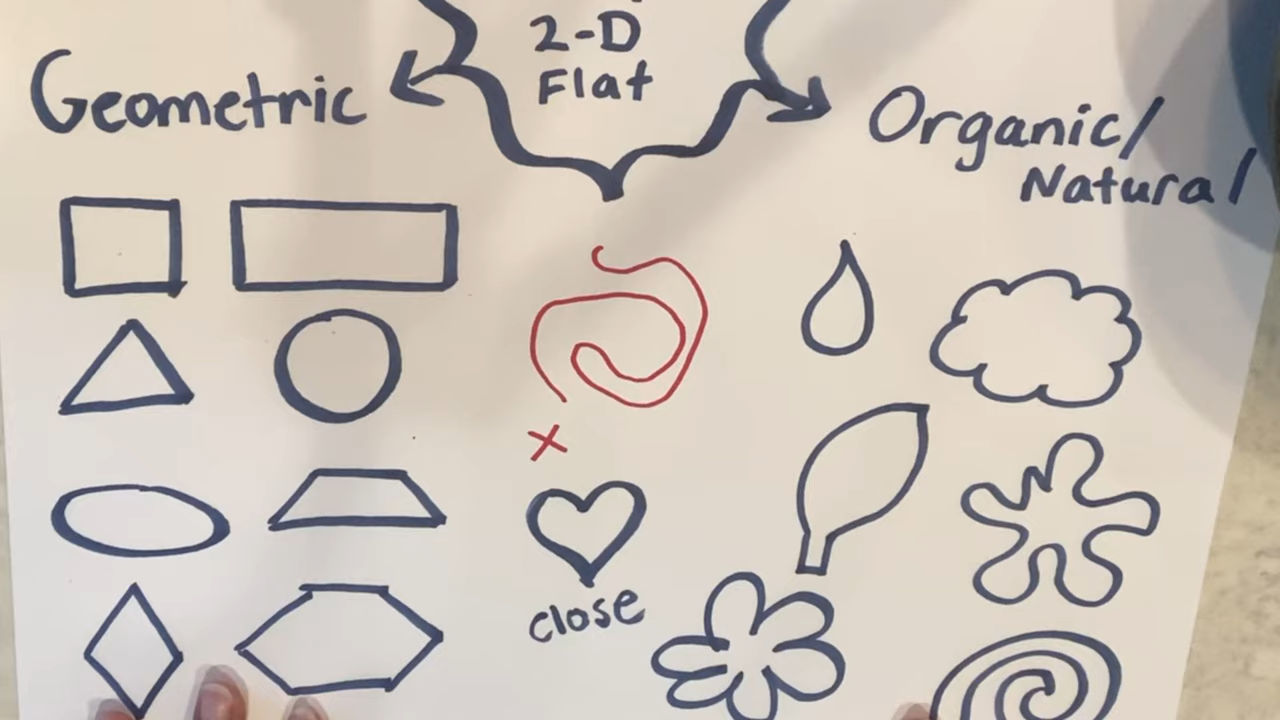 2-D
Flat
Geometric
Organic/
Natural
close